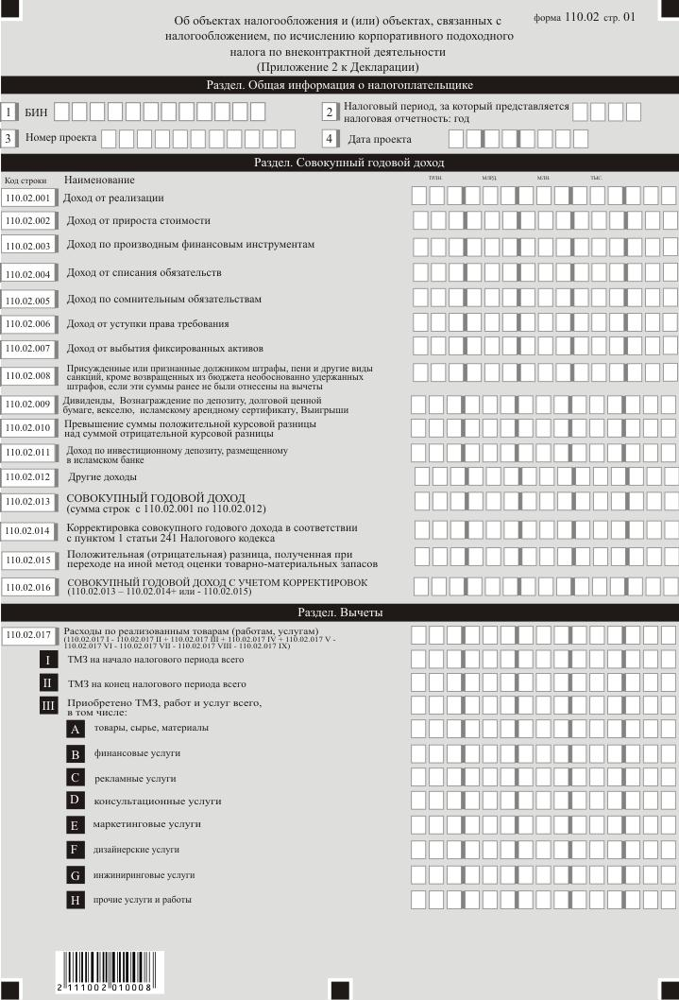 Об объектах налогообложения и (или) объектах, связанных с
форма 110.02 стр. 01
налогообложением, по исчислению корпоративного подоходного
налога по внеконтрактной деятельности
(Приложение 2 к Декларации)
Раздел. Общая информация о налогоплательщике
1 БИН
2 Налоговый период, за который представляется
налоговая отчетность: год
3 Номер проекта
4 Дата проекта
Раздел. Совокупный годовой доход
Код строки Наименование ТРЛН. МЛРД. МЛН. ТЫС.
110.02.001 Доход от реализации
110.02.002 Доход от прироста стоимости
110.02.003 Доход по производным финансовым инструментам
110.02.004 Доход от списания обязательств
110.02.005 Доход по сомнительным обязательствам
110.02.006 Доход от уступки права требования
110.02.007 Доход от выбытия фиксированных активов
110.02.008 Присужденные или признанные должником штрафы, пени и другие виды
санкций, кроме возвращенных из бюджета необоснованно удержанных
штрафов, если эти суммы ранее не были отнесены на вычеты
110.02.009 Дивиденды, Вознаграждение по депозиту, долговой ценной
бумаге, векселю, исламскому арендному сертификату, Выигрыши
110.02.010 Превышение суммы положительной курсовой разницы
над суммой отрицательной курсовой разницы
110.02.011 Доход по инвестиционному депозиту, размещенному
в исламском банке
110.02.012 Другие доходы
110.02.013 СОВОКУПНЫЙ ГОДОВОЙ ДОХОД
(сумма строк с 110.02.001 по 110.02.012)
110.02.014 Корректировка совокупного годового дохода в соответствии
с пунктом 1 статьи 241 Налогового кодекса
110.02.015 Положительная (отрицательная) разница, полученная при
переходе на иной метод оценки товарно-материальных запасов
110.02.016 СОВОКУПНЫЙ ГОДОВОЙ ДОХОД С УЧЕТОМ КОРРЕКТИРОВОК
(110.02.013 – 110.02.014+ или - 110.02.015)
Раздел. Вычеты
110.02.017 Расходы по реализованным товарам (работам, услугам)
(110.02.017 I - 110.02.017 II + 110.02.017 III + 110.02.017 IV + 110.02.017 V -
110.02.017 VI - 110.02.017 VII - 110.02.017 VIII - 110.02.017 IX)
I ТМЗ на начало налогового периода всего
II ТМЗ на конец налогового периода всего
III Приобретено ТМЗ, работ и услуг всего,
в том числе:
A товары, сырье, материалы
B финансовые услуги
C рекламные услуги
D консультационные услуги
E маркетинговые услуги
F дизайнерские услуги
G инжиниринговые услуги
H прочие услуги и работы
2 111002 010008